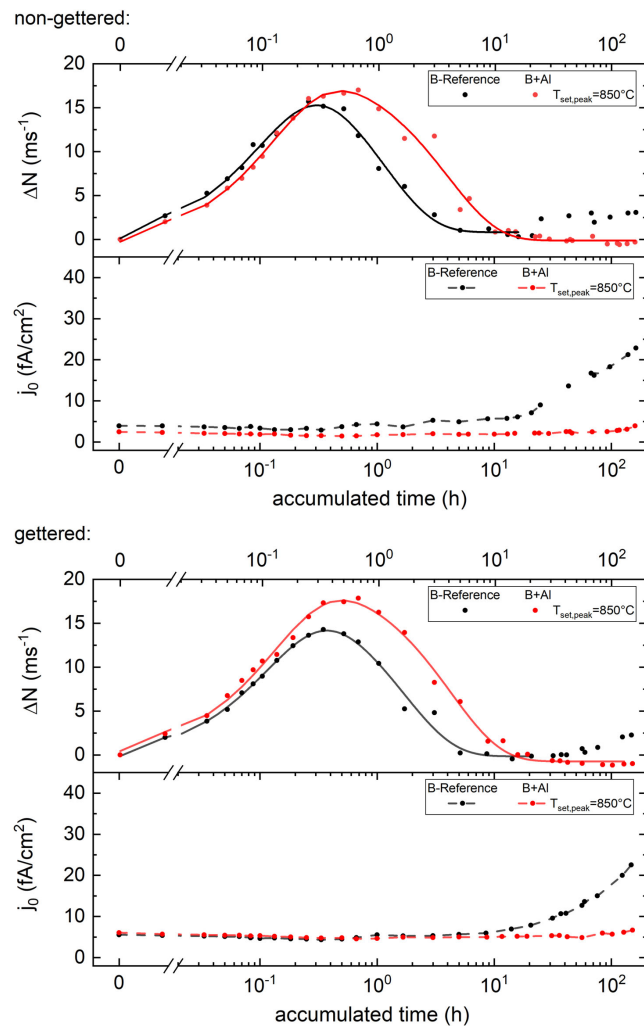 non-gettered:
0 10⁻¹ 10⁰ 10¹ 10²
B-Reference B+Al
T_set,peak=850°C
20
15
10
5
0
ΔN (ms⁻¹)
B-Reference B+Al
T_set,peak=850°C
40
30
20
10
0
j₀ (fA/cm²)
0 10⁻¹ 10⁰ 10¹ 10²
accumulated time (h)
gettered:
0 10⁻¹ 10⁰ 10¹ 10²
B-Reference B+Al
T_set,peak=850°C
20
15
10
5
0
ΔN (ms⁻¹)
B-Reference B+Al
T_set,peak=850°C
40
30
20
10
0
j₀ (fA/cm²)
0 10⁻¹ 10⁰ 10¹ 10²
accumulated time (h)